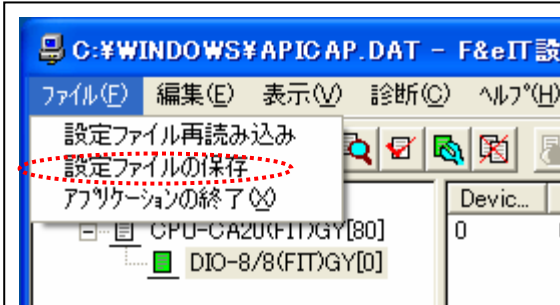 C:¥WINDOWS¥APICAP.DAT - F&eIT設
ファイル(F) 編集(E) 表示(V) 診断(C) ヘルプ(H)
設定ファイル再読み込み
設定ファイルの保存
アプリケーションの終了(X)
Devic...
CPU-CA20(FIT)GY[80]
0
DIO-8/8(FIT)GY[0]